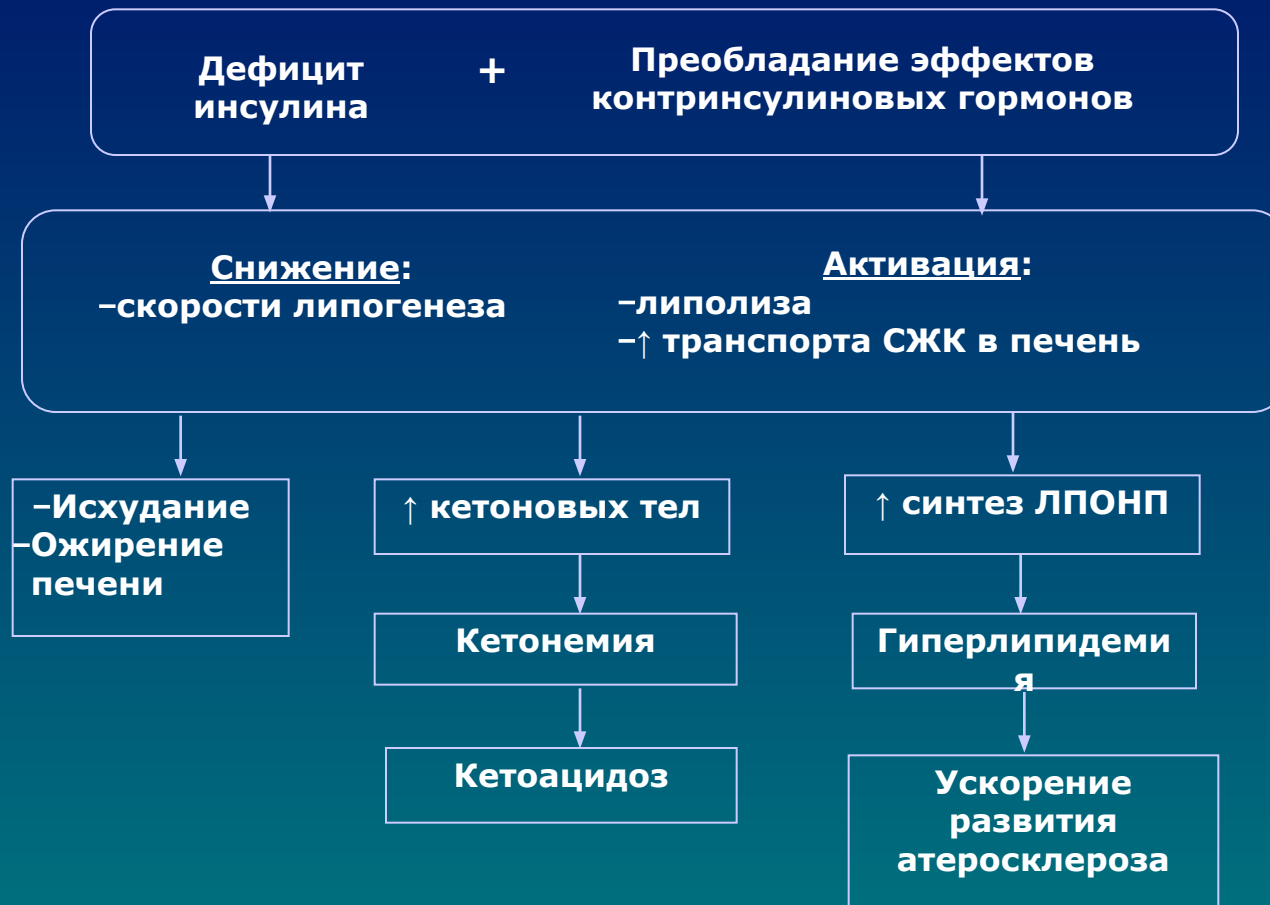 Дефицит
инсулина
+
Преобладание эффектов
контринсулиновых гормонов
Снижение:
–скорости липогенеза
Активация:
–липолиза
–↑ транспорта СЖК в печень
–Исхудание
–Ожирение
печени
↑ кетоновых тел
Кетонемия
Кетоацидоз
↑ синтез ЛПОНП
Гиперлипидеми
я
Ускорение
развития
атеросклероза